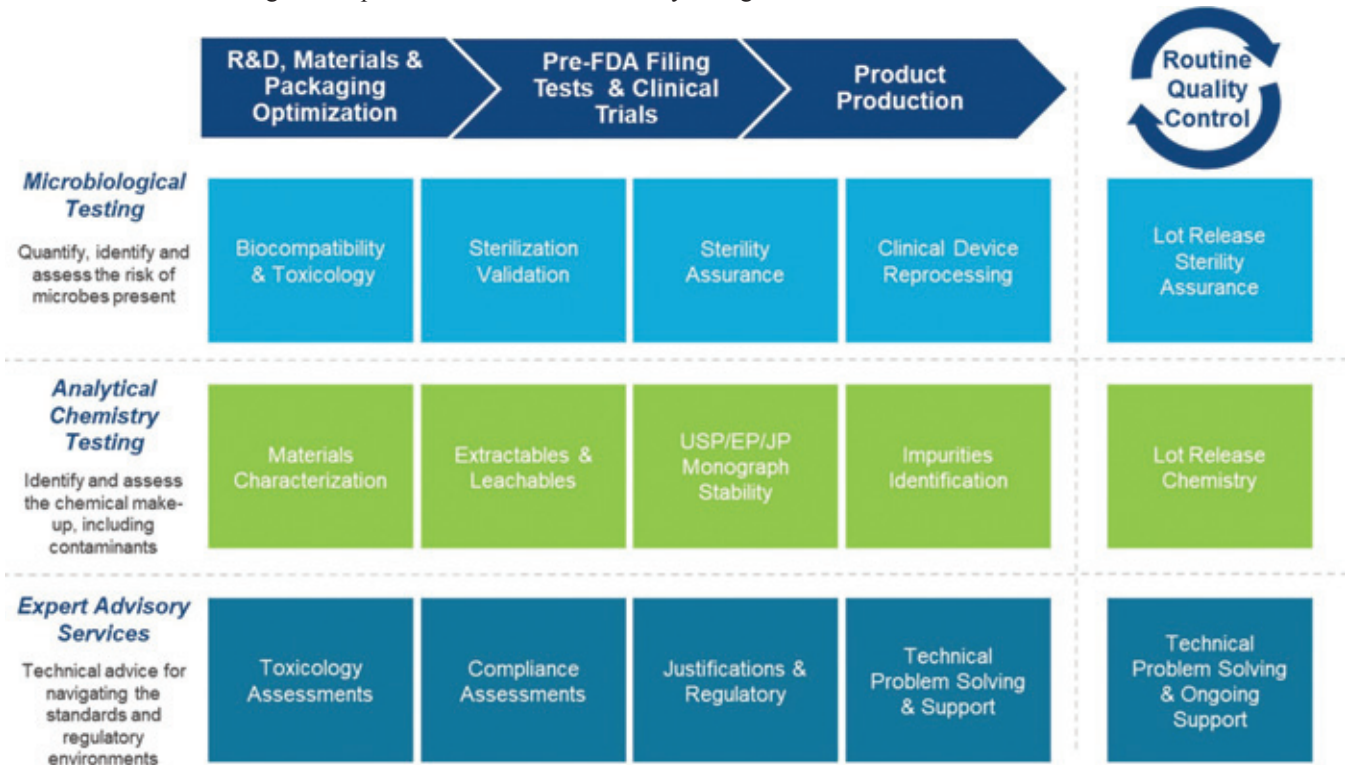 R&D, Materials &
Packaging
Optimization
Pre-FDA Filing
Tests & Clinical
Trials
Product
Production
Routine
Quality
Control
Microbiological
Testing
Quantify, identify and
assess the risk of
microbes present
Biocompatibility
& Toxicology
Sterilization
Validation
Sterility
Assurance
Clinical Device
Reprocessing
Lot Release
Sterility
Assurance
Analytical
Chemistry
Testing
Identify and assess
the chemical make-
up, including
contaminants
Materials
Characterization
Extractables &
Leachables
USP/EP/JP
Monograph
Stability
Impurities
Identification
Lot Release
Chemistry
Expert Advisory
Services
Technical advice for
navigating the
standards and
regulatory
environments
Toxicology
Assessments
Compliance
Assessments
Justifications &
Regulatory
Technical
Problem Solving
& Support
Technical
Problem Solving
& Ongoing
Support